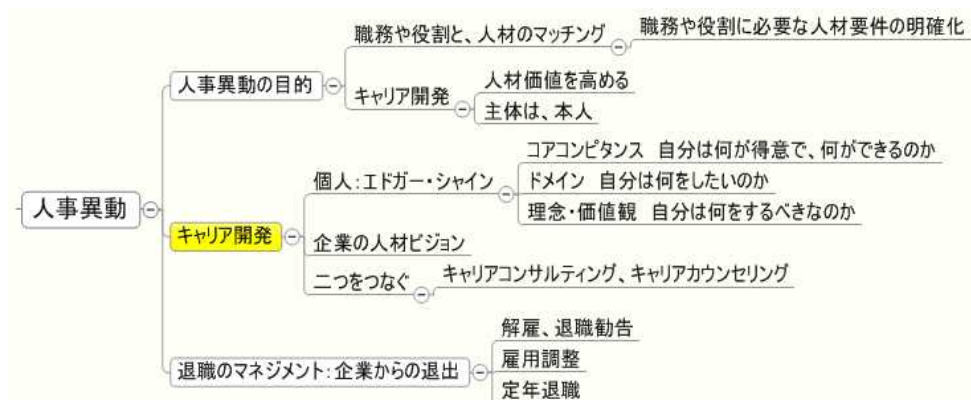 人事異動
人事異動の目的
職務や役割と、人材のマッチング
職務や役割に必要な人材要件の明確化
キャリア開発
人材価値を高める
主体は、本人
キャリア開発
個人：エドガー・シャイン
コアコンピタンス　自分は何が得意で、何ができるのか
ドメイン　自分は何をしたいのか
理念・価値観　自分は何をするべきなのか
企業の人材ビジョン
二つをつなぐ
キャリアコンサルティング、キャリアカウンセリング
退職のマネジメント：企業からの退出
解雇、退職勧告
雇用調整
定年退職